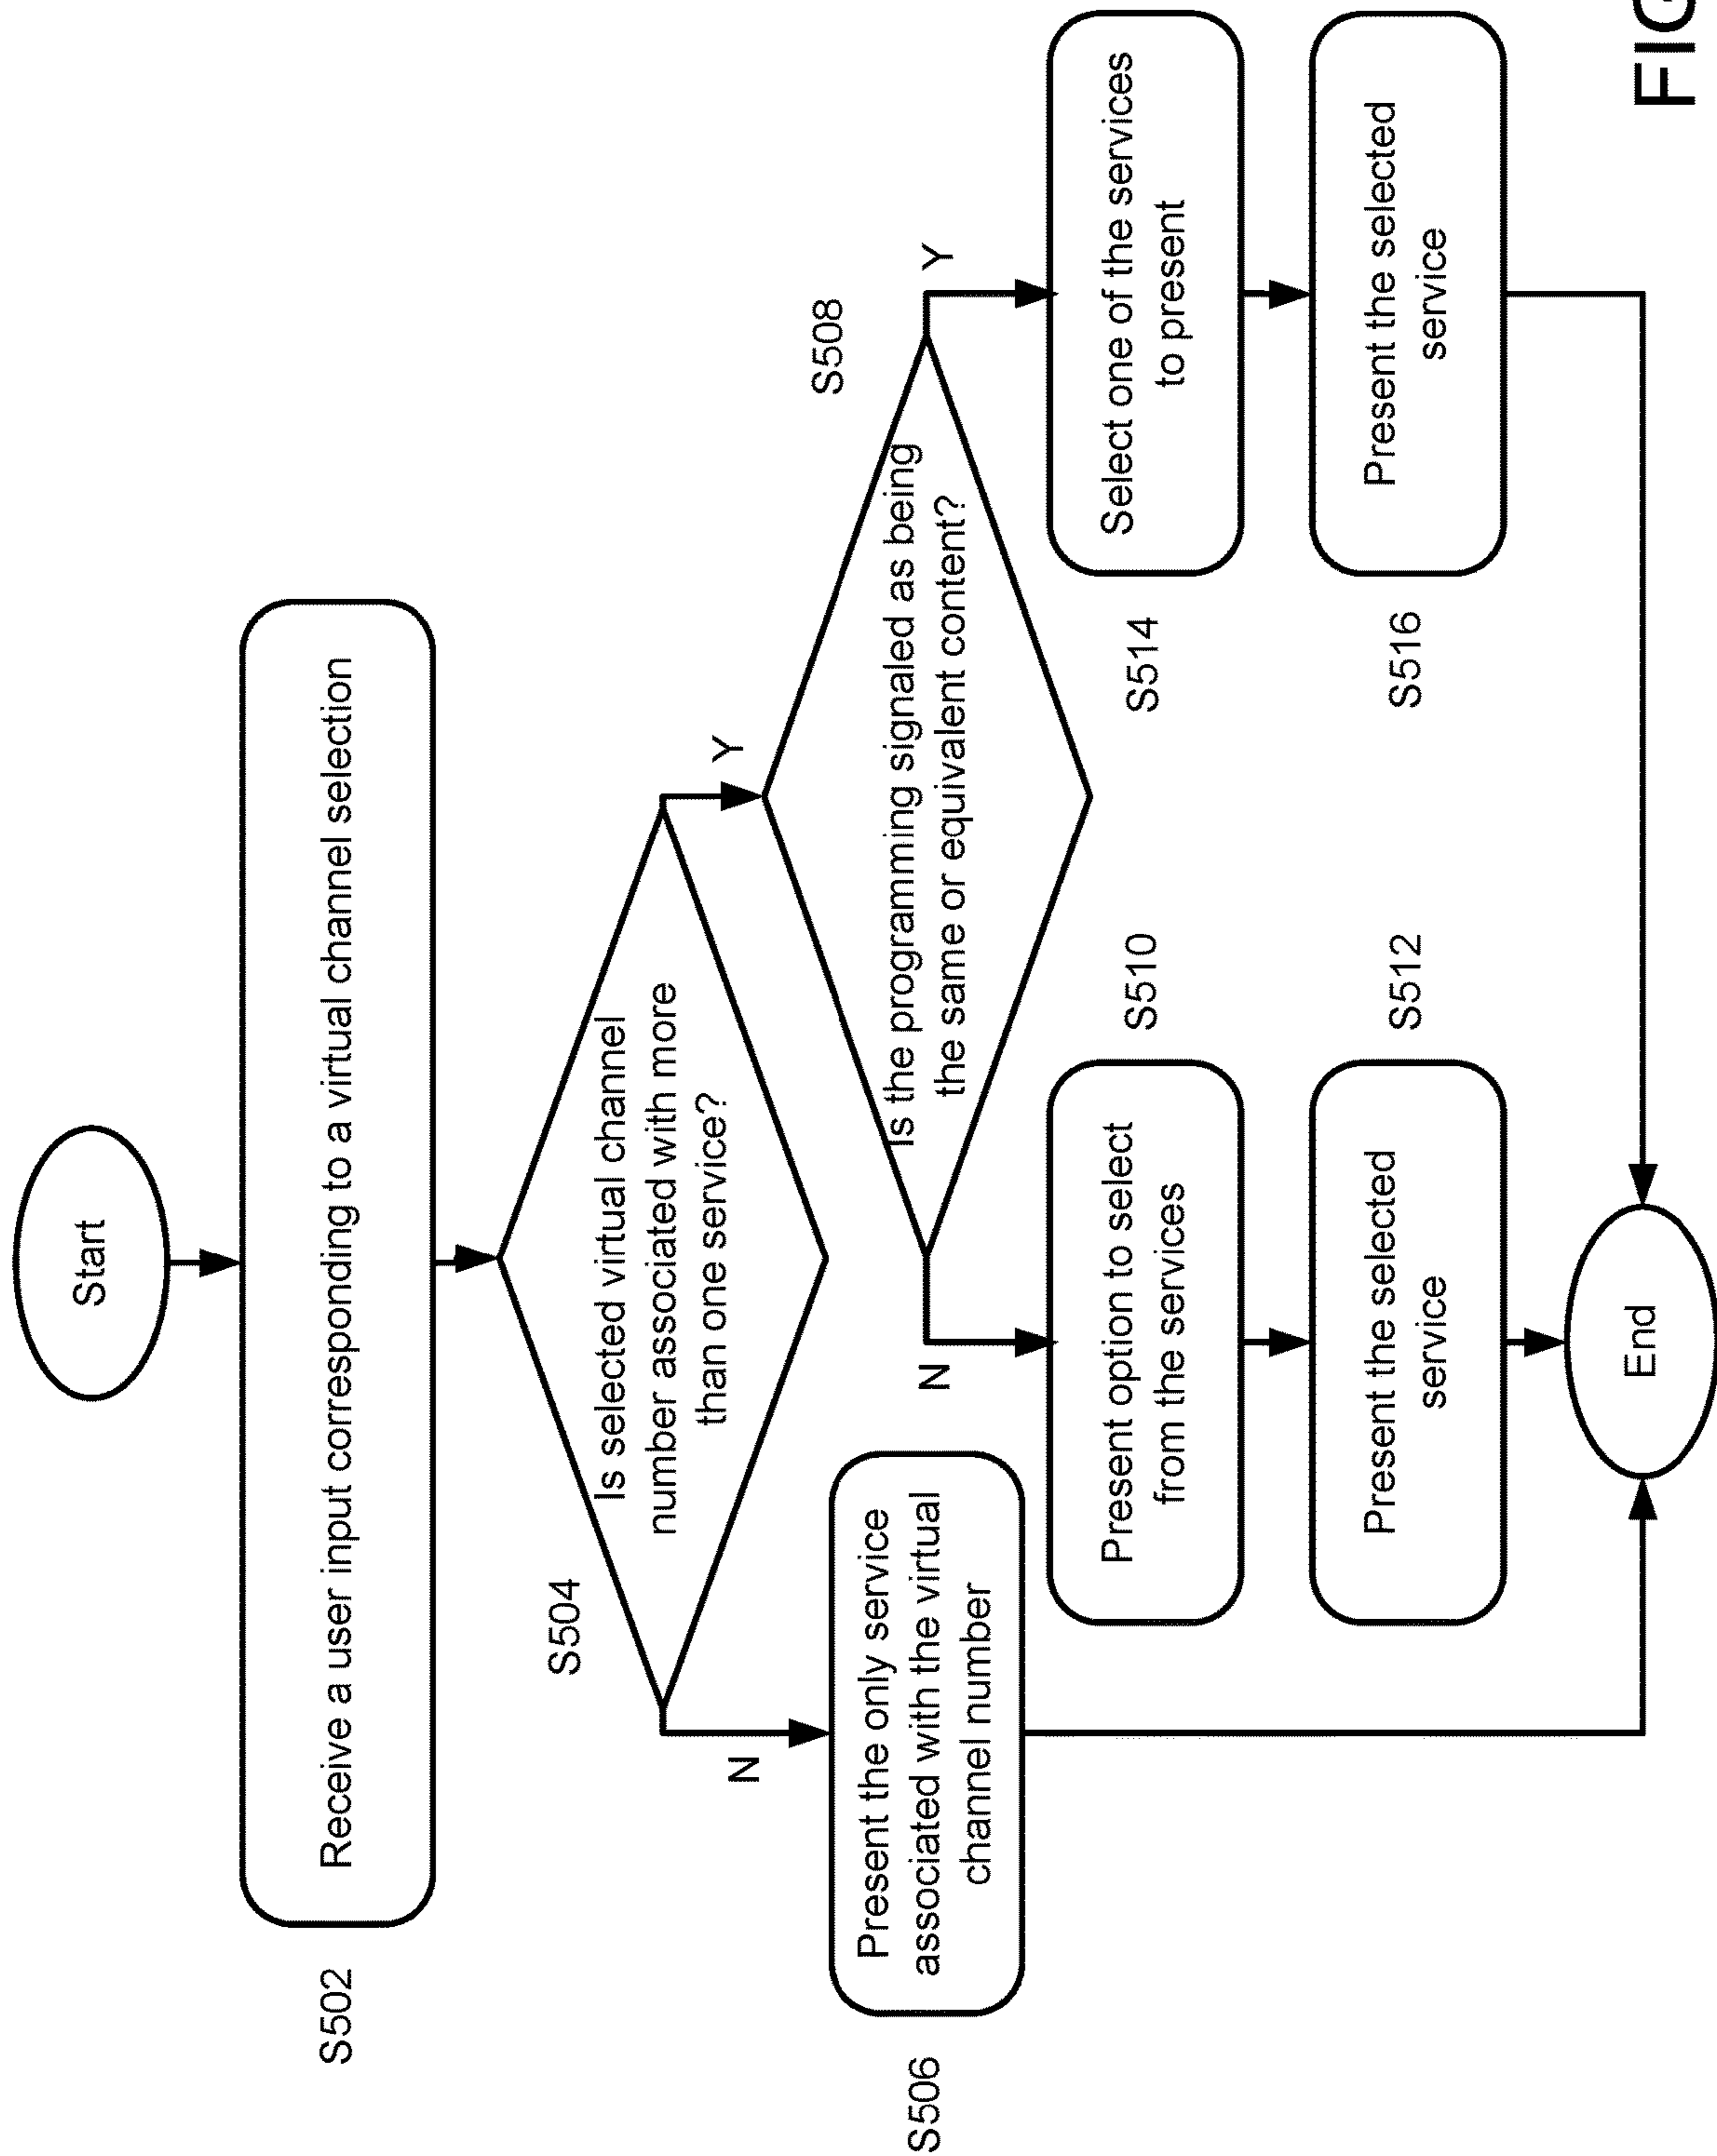 Start
S502
Receive a user input corresponding to a virtual channel selection
S504
Is selected virtual channel
number associated with more
than one service?
N
Y
S506
Present the only service
associated with the virtual
channel number
S508
Is the programming signaled as being
the same or equivalent content?
N
Y
Present option to select
from the services
S510
S514
Select one of the services
to present
Present the selected
service
S512
S516
Present the selected
service
End